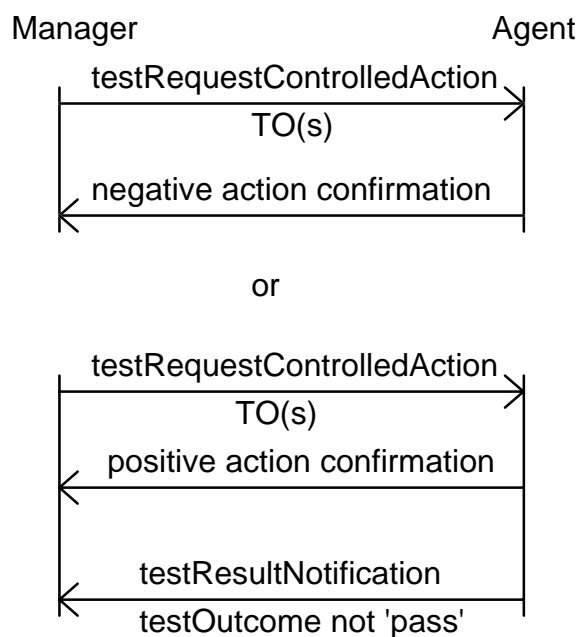 Manager Agent
testRequestControlledAction
TO(s)
negative action confirmation
or
testRequestControlledAction
TO(s)
positive action confirmation
testResultNotification
testOutcome not 'pass'